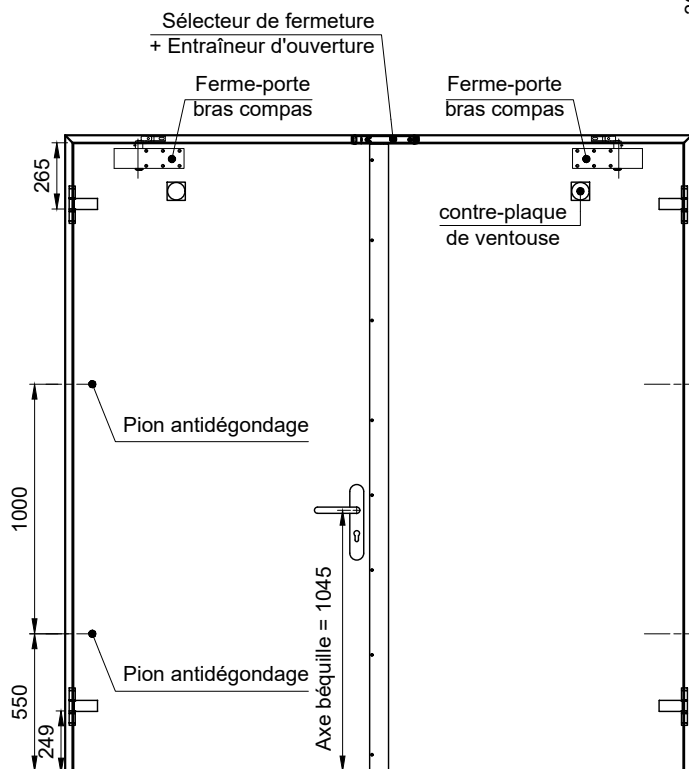 Sélecteur de fermeture
+ Entraîneur d'ouverture
Ferme-porte
bras compas
Ferme-porte
bras compas
265
contre-plaque
de ventouse
Pion antidégondage
1000
Axe béquille = 1045
Pion antidégondage
550
249